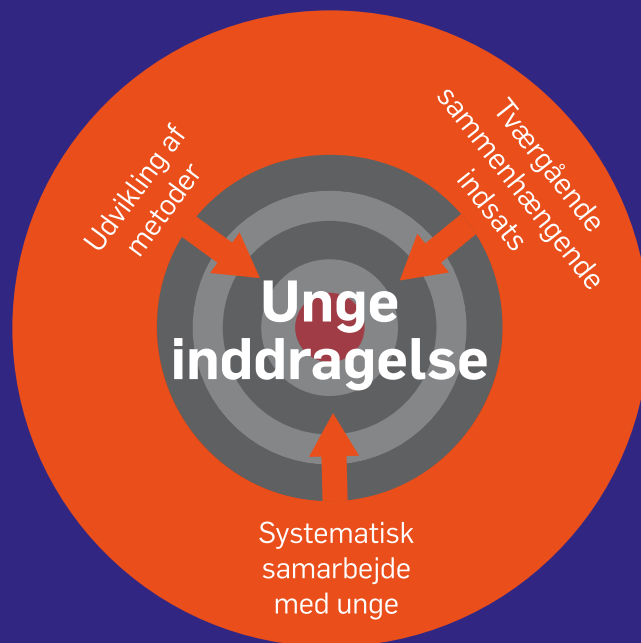 Udvikling af
metoder
Tværgående
sammenhængende
indsats
Unge
inddragelse
Systematisk
samarbejde
med unge